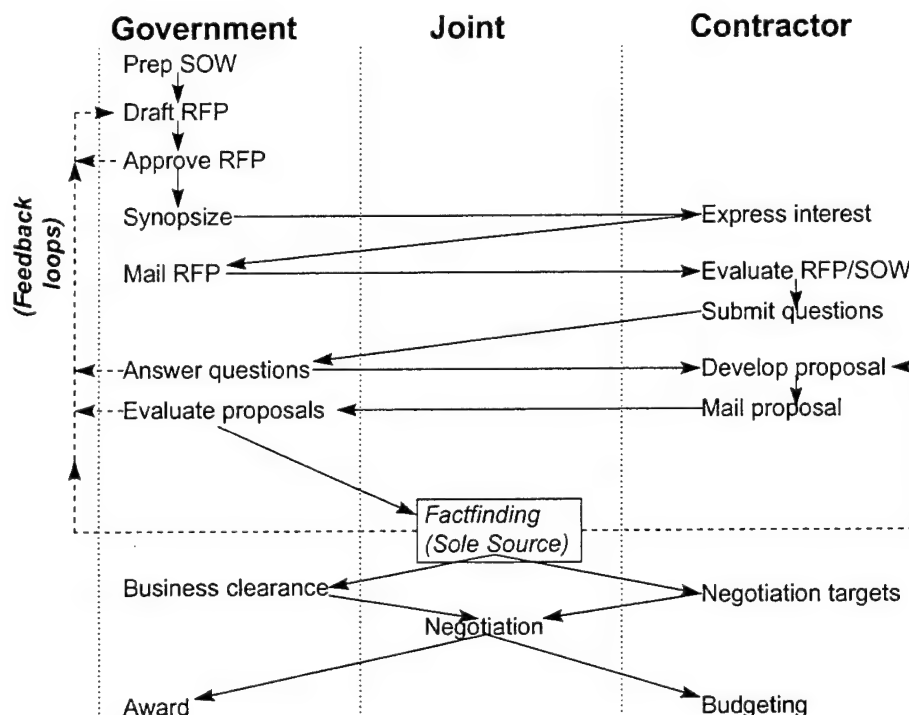 Government Joint Contractor
Prep SOW
Draft RFP
Approve RFP
Synopsize Express interest
Mail RFP Evaluate RFP/SOW
Submit questions
(Feedback
loops)
Answer questions Develop proposal
Evaluate proposals Mail proposal
Factfinding
(Sole Source)
Business clearance Negotiation targets
Negotiation
Award Budgeting